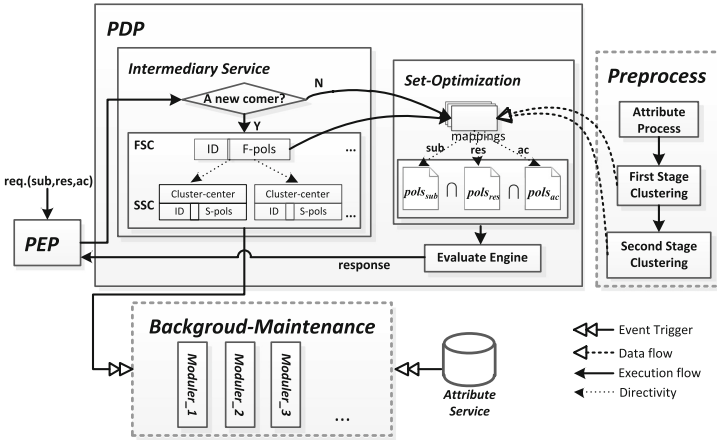 PDP
Intermediary Service
A new comer?
N
Y
FSC
ID
F-pols
...
SSC
Cluster-center
ID
S-pols
Cluster-center
ID
S-pols
...
Set-Optimization
mappings
sub
res
ac
pols_sub ∩ pols_res ∩ pols_ac
Evaluate Engine
response
req.(sub,res,ac)
PEP
Preprocess
Attribute
Process
First Stage
Clustering
Second Stage
Clustering
Backgroud-Maintenance
Moduler_1
Moduler_2
Moduler_3
...
Attribute
Service
Event Trigger
Data flow
Execution flow
Directivity